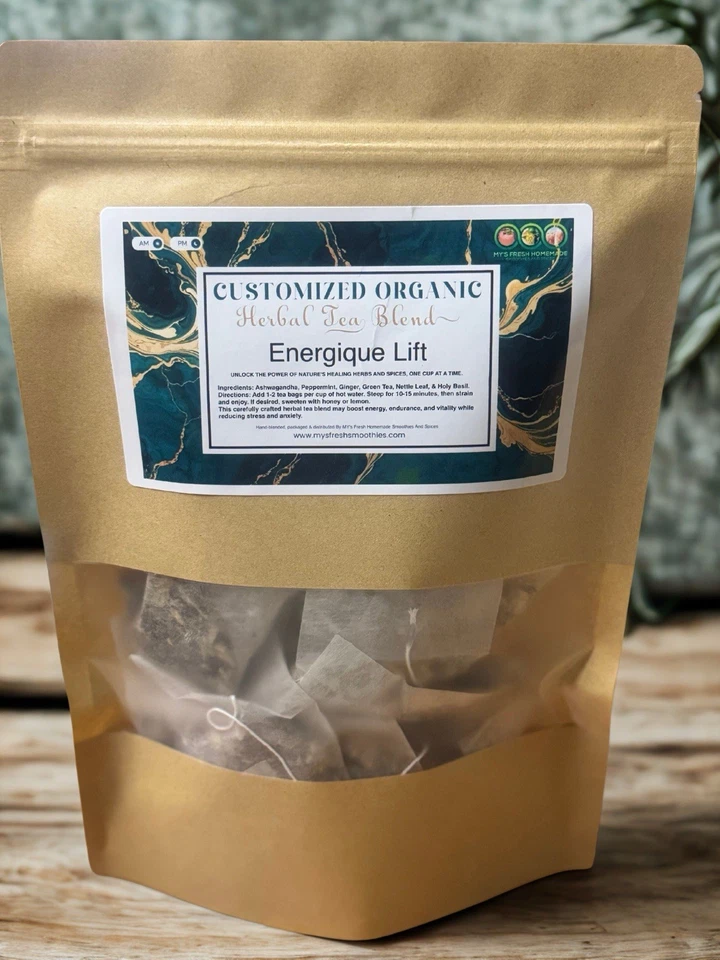 AM PM
MY'S FRESH HOMEMADE
CUSTOMIZED ORGANIC
Herbal Tea Blend
Energique Lift
UNLOCK THE POWER OF NATURE'S HEALING HERBS AND SPICES, ONE CUP AT A TIME.
Ingredients: Ashwagandha, Peppermint, Ginger, Green Tea, Nettle Leaf, & Holy Basil.
Directions: Add 1-2 tea bags per cup of hot water. Steep for 10-15 minutes, then strain
and enjoy. If desired, sweeten with honey or lemon.
This carefully crafted herbal tea blend may boost energy, endurance, and vitality while
reducing stress and anxiety.
Hand-blended, packaged & distributed By MY's Fresh Homemade Smoothies And Spices
www.mysfreshsmoothies.com